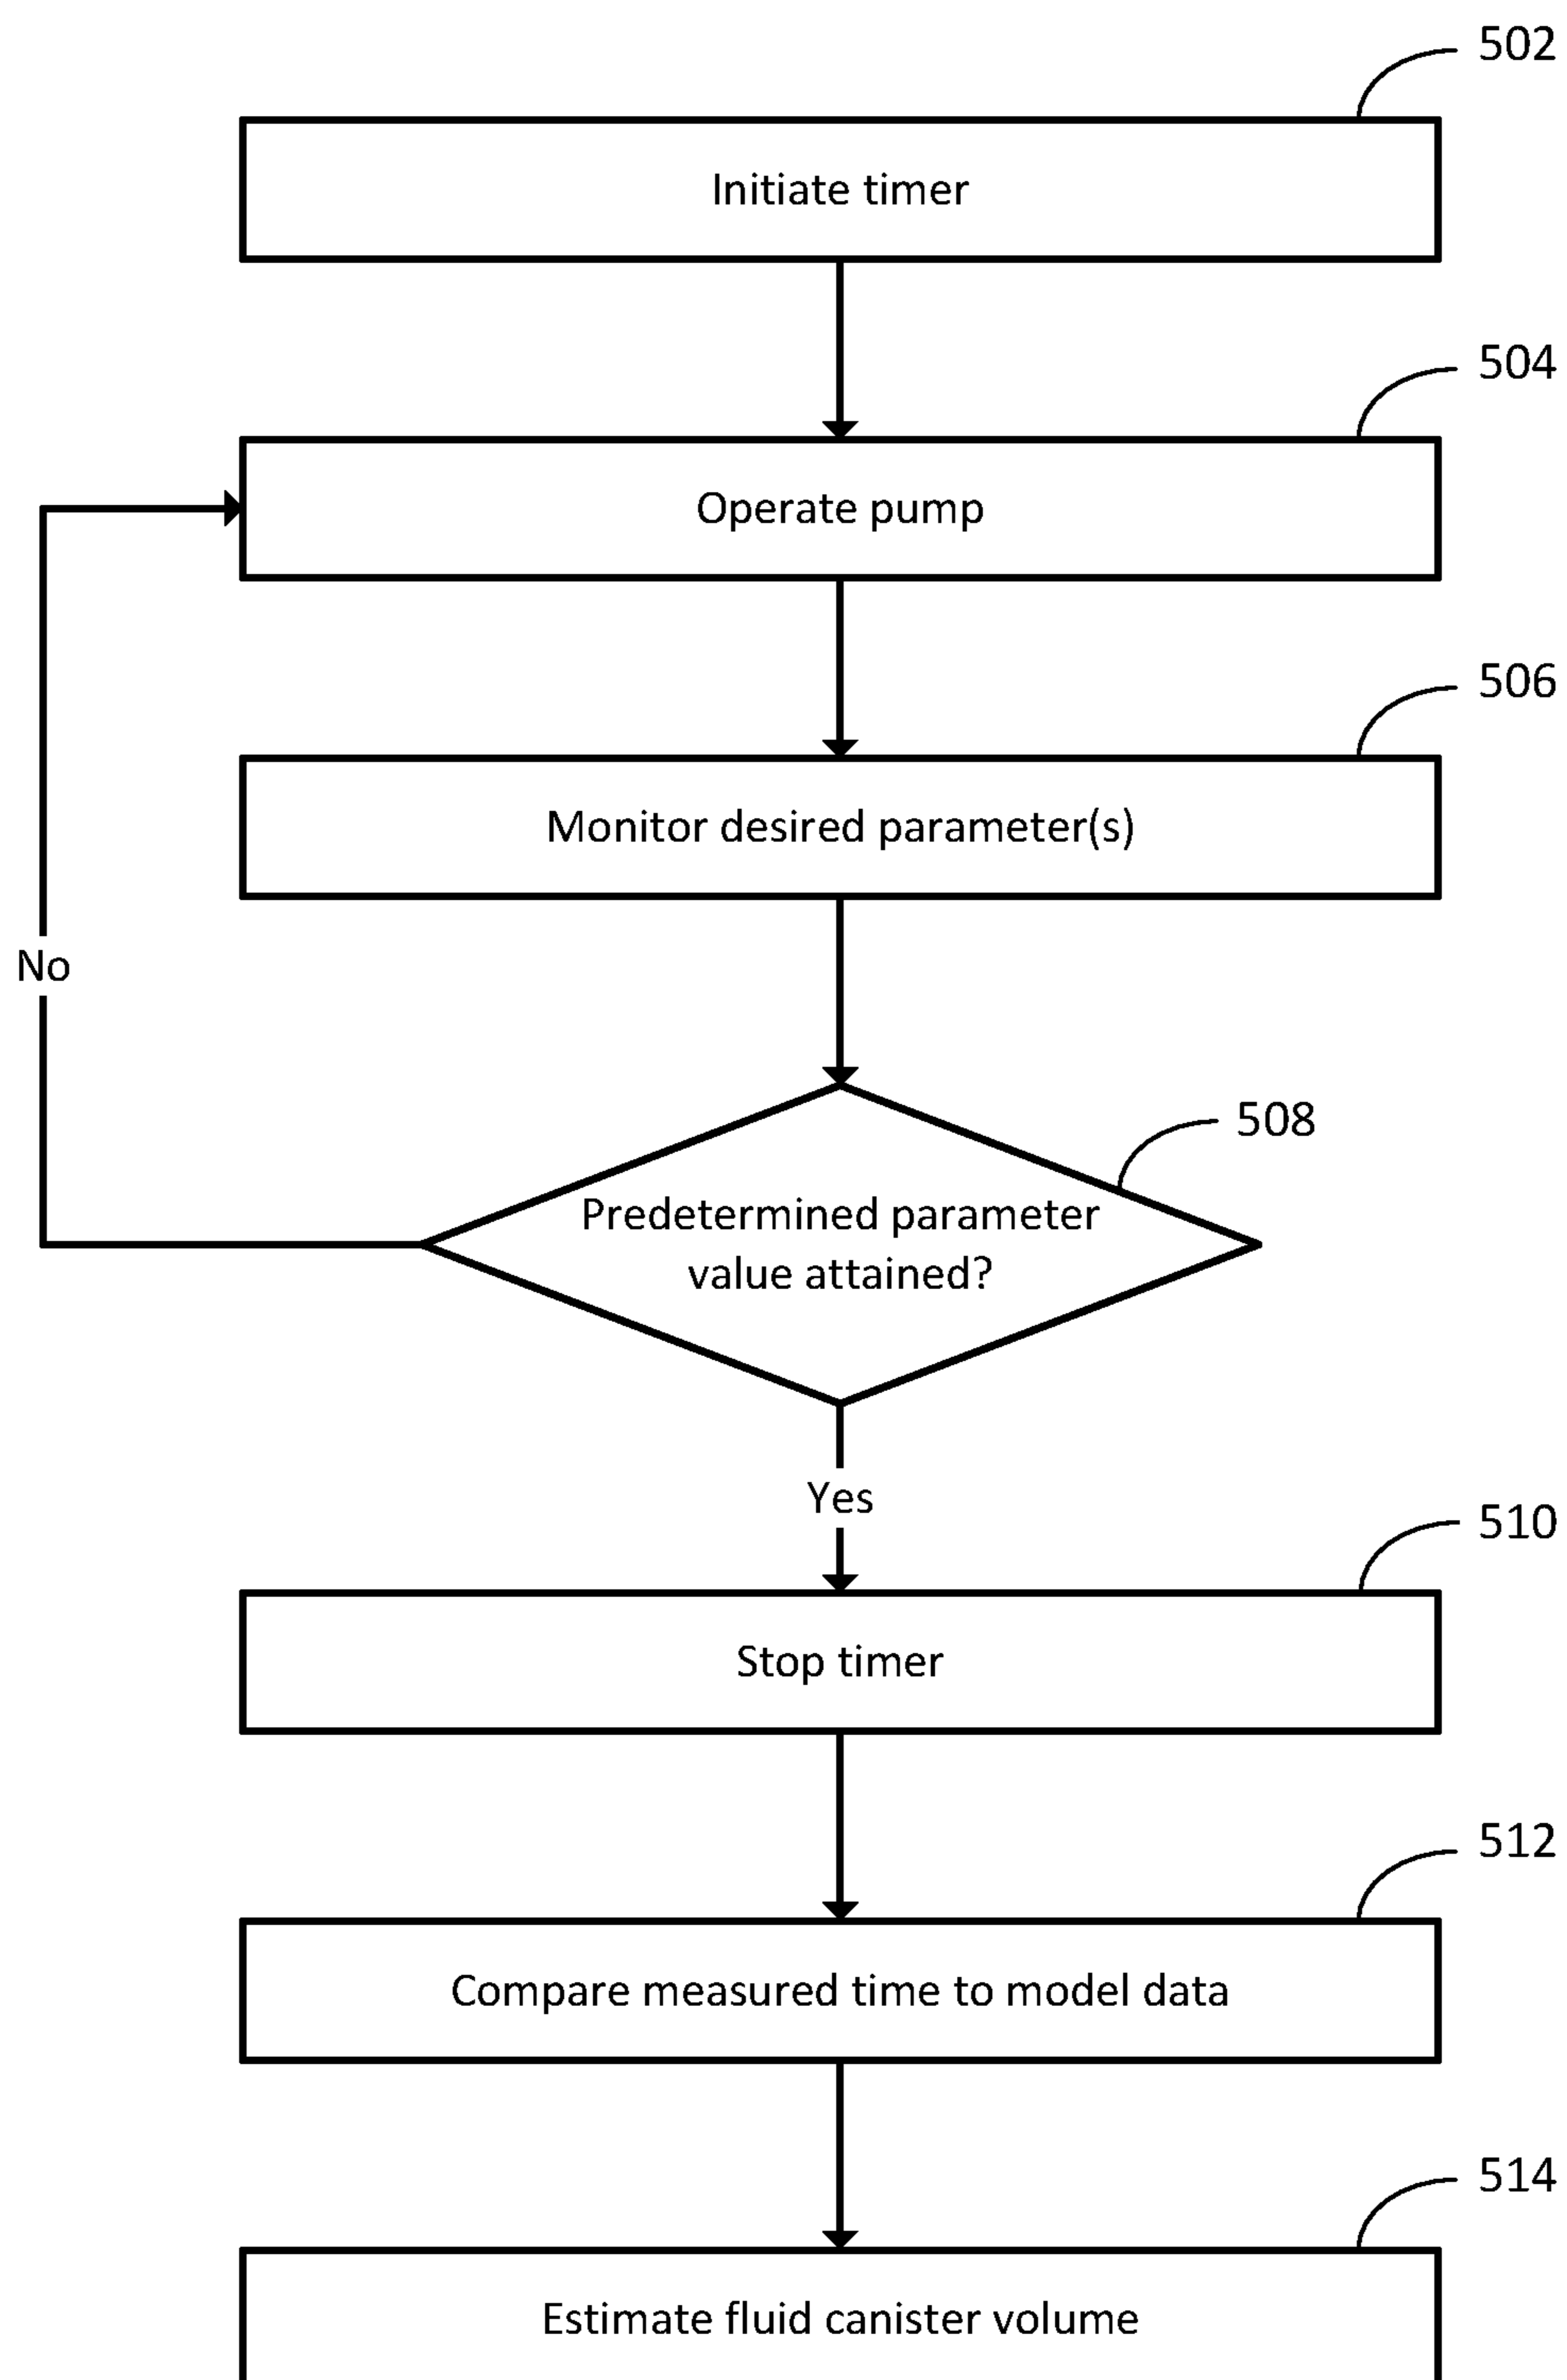 502
Initiate timer
504
Operate pump
506
Monitor desired parameter(s)
No
508
Predetermined parameter
value attained?
Yes
510
Stop timer
512
Compare measured time to model data
514
Estimate fluid canister volume